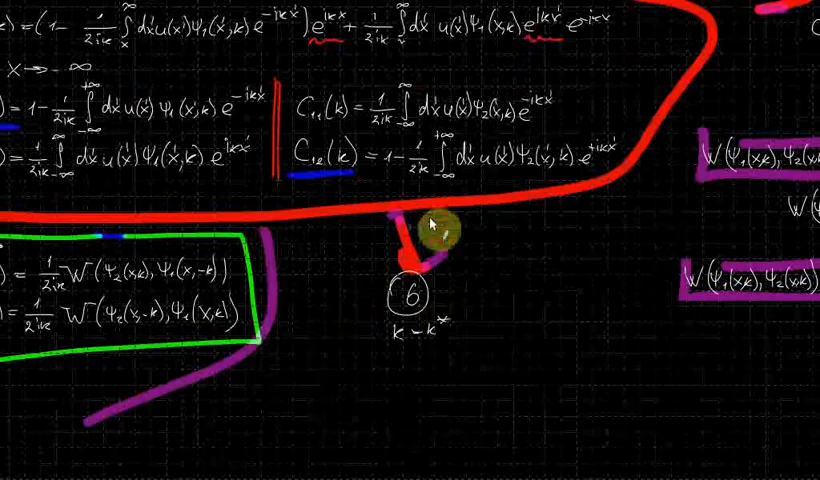 ) = (1 - 1/2ik ∫_x^∞ dx' u(x') ψ₁(x',k) e^{-ikx'}) e^{ikx} + 1/2ik ∫_x^∞ dx' u(x') ψ₁(x',k) e^{ikx'} e^{-ikx}
x → -∞
) = 1 - 1/2ik ∫_{-∞}^{+∞} dx' u(x') ψ₁(x',k) e^{-ikx'}
) = 1/2ik ∫_{-∞}^{∞} dx' u(x') ψ₁(x',k) e^{ikx'}
C₁₁(k) = 1/2ik ∫_{-∞}^{∞} dx' u(x') ψ₂(x',k) e^{-ikx'}
C₁₂(k) = 1 - 1/2ik ∫_{-∞}^{+∞} dx' u(x') ψ₂(x',k) e^{+ikx'}
W(ψ₁(x,k), ψ₂(x,k))
W(
) = 1/2ik W(ψ₂(x,k), ψ₁(x,-k))
) = 1/2ik W(ψ₂(x,-k), ψ₁(x,k))
6
k - k*
W(ψ₁(x,k), ψ₂(x,k))